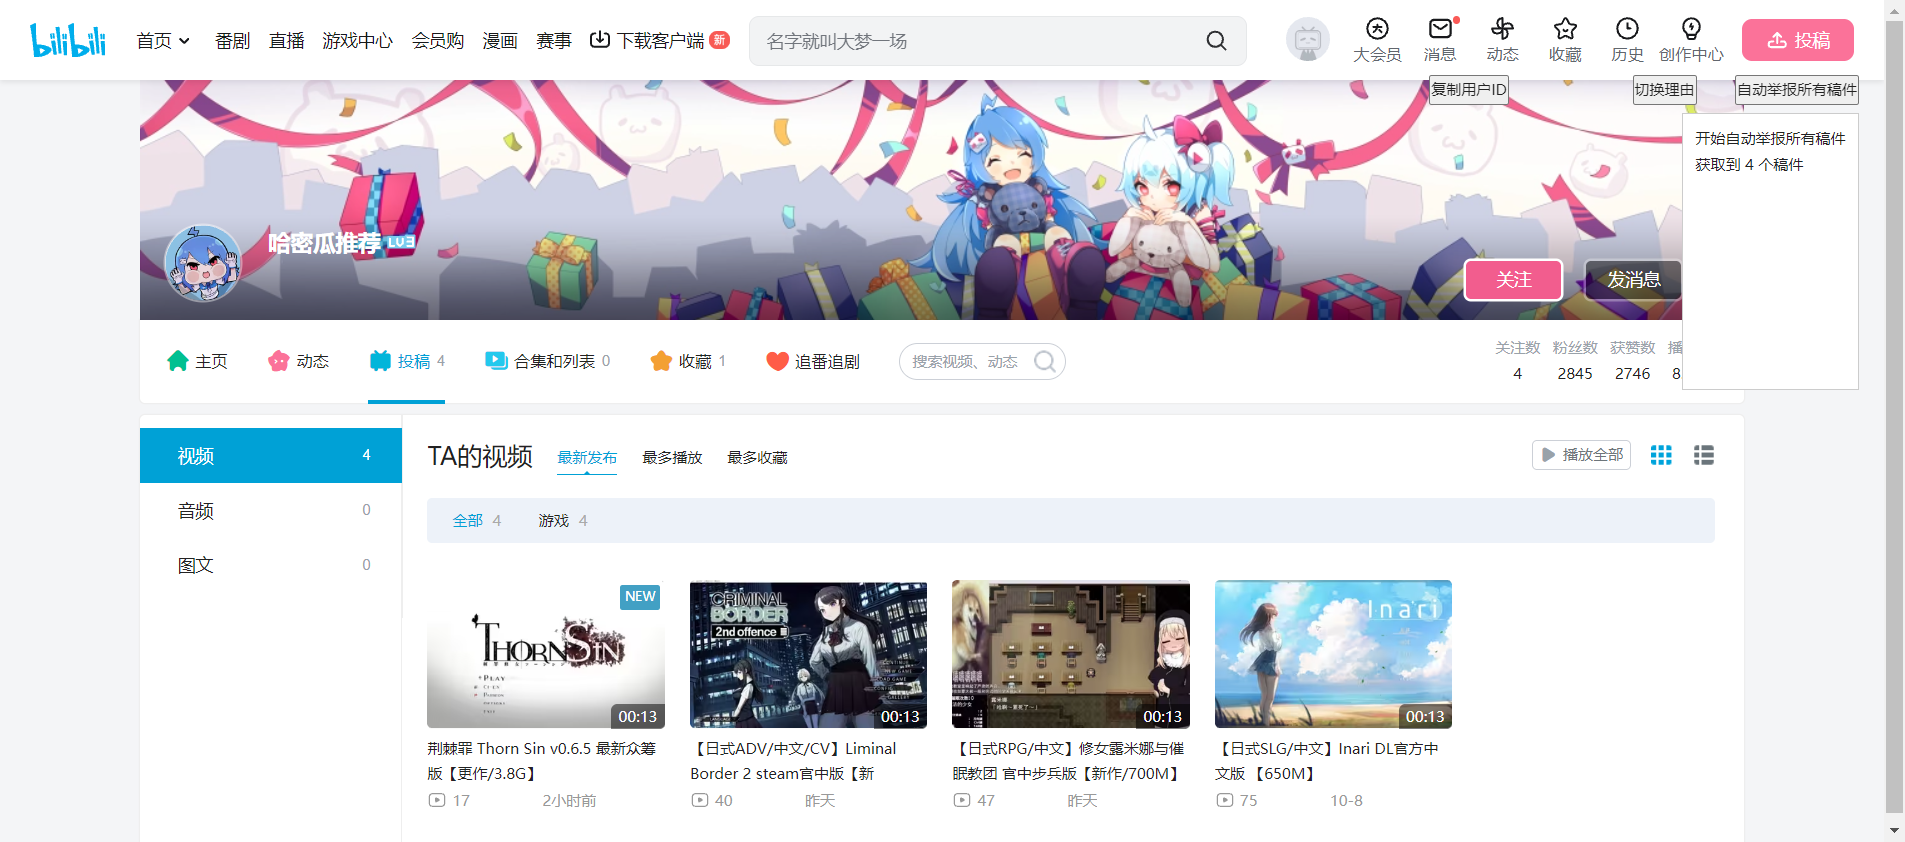 bilibili
首页
番剧
直播
游戏中心
会员购
漫画
赛事
下载客户端 新
名字就叫大梦一场
大会员
消息
动态
收藏
历史
创作中心
投稿
复制用户ID
切换理由
自动举报所有稿件
开始自动举报所有稿件
获取到 4 个稿件
哈密瓜推荐 LV3
关注
发消息
主页
动态
投稿 4
合集和列表 0
收藏 1
追番追剧
搜索视频、动态
关注数 粉丝数 获赞数 播
4 2845 2746 8
视频 4
音频 0
图文 0
TA的视频
最新发布
最多播放
最多收藏
播放全部
全部 4
游戏 4
NEW
THORN SIN
PLAY
00:13
荆棘罪 Thorn Sin v0.6.5 最新众筹
版【更作/3.8G】
17 2小时前
CRIMINAL
BORDER
2nd offence
00:13
【日式ADV/中文/CV】Liminal
Border 2 steam官中版【新
40 昨天
00:13
【日式RPG/中文】修女露米娜与催
眠教团 官中步兵版【新作/700M】
47 昨天
Inari
00:13
【日式SLG/中文】Inari DL官方中
文版 【650M】
75 10-8